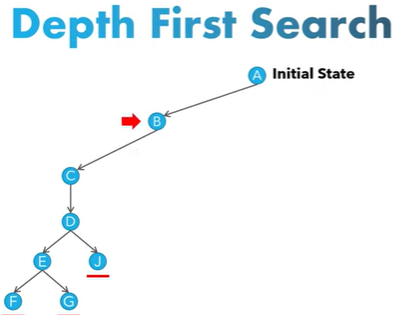 Depth First Search
A Initial State
B
C
D
E J
F G